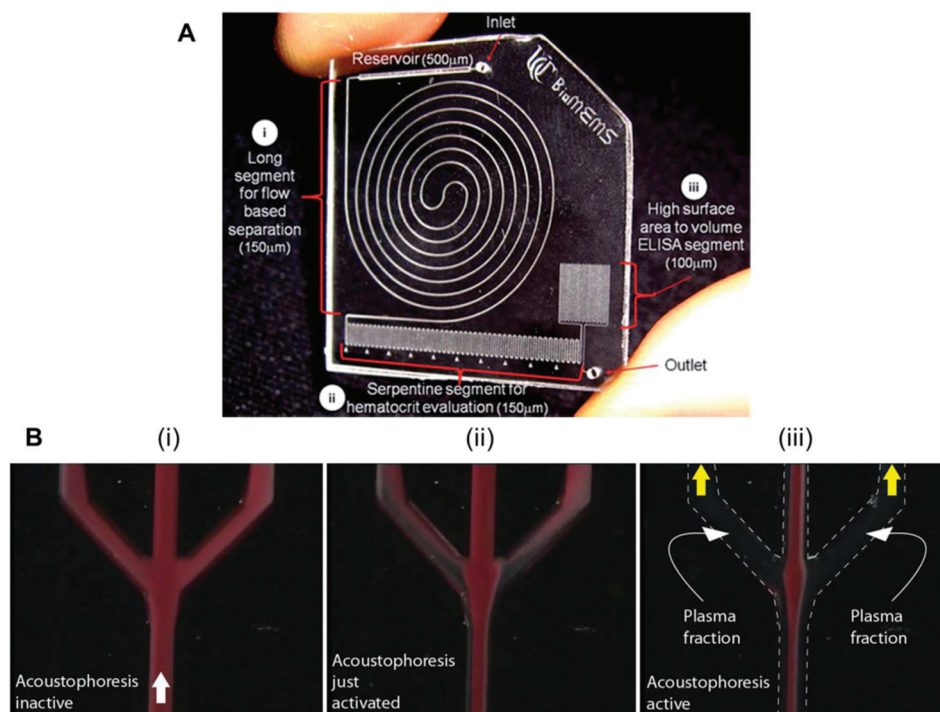 A
Inlet
Reservoir (500µm)
UC BioMEMS
i
Long
segment
for flow
based
separation
(150µm)
iii
High surface
area to volume
ELISA segment
(100µm)
Outlet
ii
Serpentine segment for
hematocrit evaluation (150µm)
B
(i)
(ii)
(iii)
Acoustophoresis
inactive
Acoustophoresis
just
activated
Plasma
fraction
Plasma
fraction
Acoustophoresis
active